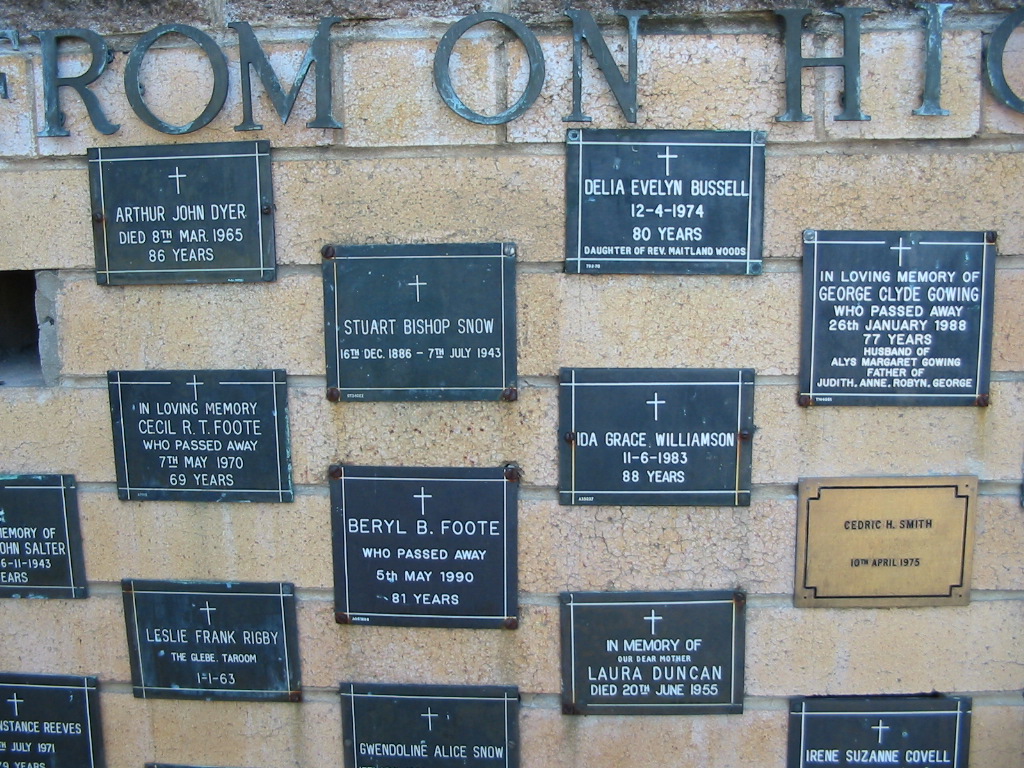 ROM ON HI
ARTHUR JOHN DYER
DIED 8TH MAR. 1965
86 YEARS
STUART BISHOP SNOW
16TH DEC. 1886 - 7TH JULY 1943
DELIA EVELYN BUSSELL
12-4-1974
80 YEARS
DAUGHTER OF REV. MAITLAND WOODS
IN LOVING MEMORY OF
GEORGE CLYDE GOWING
WHO PASSED AWAY
26th JANUARY 1988
77 YEARS
HUSBAND OF
ALYS MARGARET GOWING
FATHER OF
JUDITH, ANNE, ROBYN, GEORGE
IN LOVING MEMORY
CECIL R.T. FOOTE
WHO PASSED AWAY
7TH MAY 1970
69 YEARS
IDA GRACE WILLIAMSON
11-6-1983
88 YEARS
EMORY OF
OHN SALTER
6-11-1943
EARS
BERYL B. FOOTE
WHO PASSED AWAY
5th MAY 1990
81 YEARS
CEDRIC H. SMITH
10TH APRIL 1975
LESLIE FRANK RIGBY
THE GLEBE, TAROOM
1-1-63
IN MEMORY OF
OUR DEAR MOTHER
LAURA DUNCAN
DIED 20TH JUNE 1955
NSTANCE REEVES
TH JULY 1971
79 YEARS
GWENDOLINE ALICE SNOW
IRENE SUZANNE COVELL